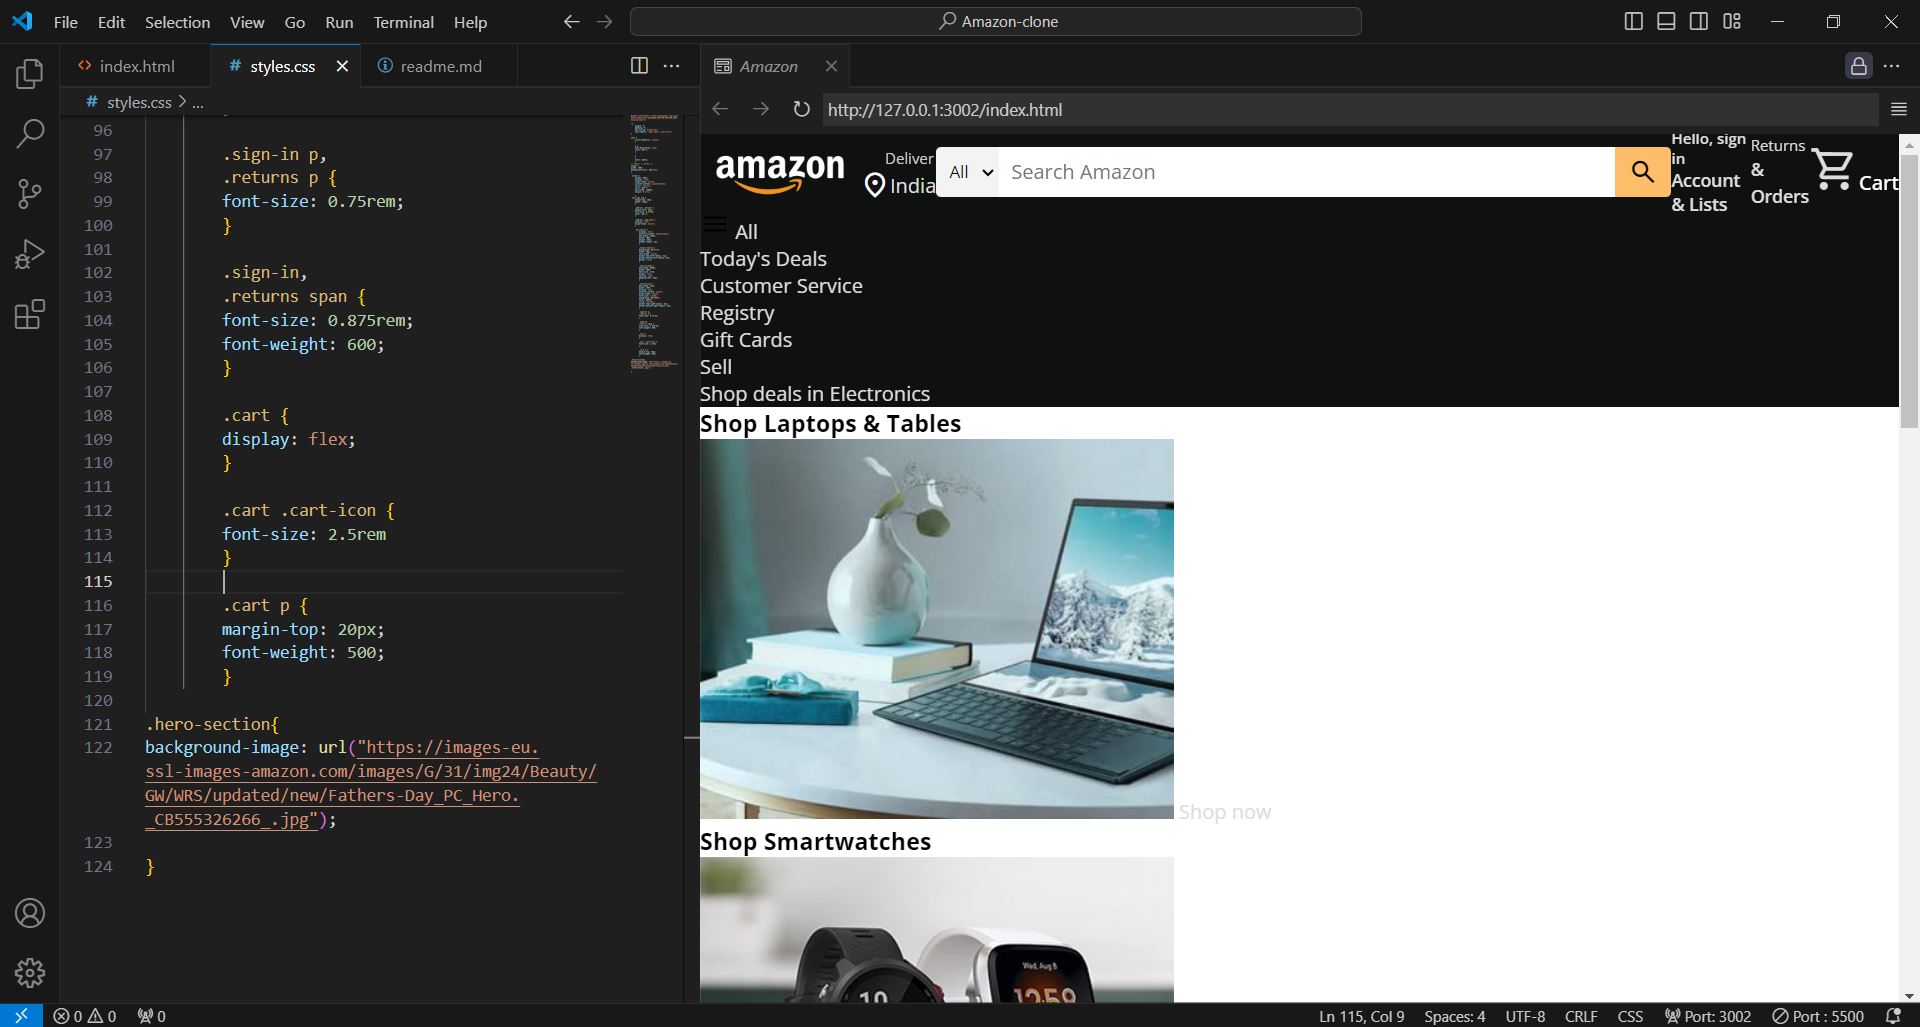 File Edit Selection View Go Run Terminal Help
Amazon-clone
index.html
# styles.css
readme.md
Amazon
# styles.css > ...
http://127.0.0.1:3002/index.html
96
97 .sign-in p,
98 .returns p {
99 font-size: 0.75rem;
100 }
101
102 .sign-in,
103 .returns span {
104 font-size: 0.875rem;
105 font-weight: 600;
106 }
107
108 .cart {
109 display: flex;
110 }
111
112 .cart .cart-icon {
113 font-size: 2.5rem
114 }
115
116 .cart p {
117 margin-top: 20px;
118 font-weight: 500;
119 }
120
121 .hero-section{
122 background-image: url("https://images-eu.
ssl-images-amazon.com/images/G/31/img24/Beauty/
GW/WRS/updated/new/Fathers-Day_PC_Hero.
_CB555326266_.jpg");
123
124 }
amazon
Deliver
India
All
Search Amazon
Hello, sign
in
Account
& Lists
Returns
&
Orders
Cart
All
Today's Deals
Customer Service
Registry
Gift Cards
Sell
Shop deals in Electronics
Shop Laptops & Tables
Shop now
Shop Smartwatches
Wed, Aug 8
10
12:59
0 0
0
Ln 115, Col 9
Spaces: 4
UTF-8
CRLF
CSS
Port: 3002
Port : 5500